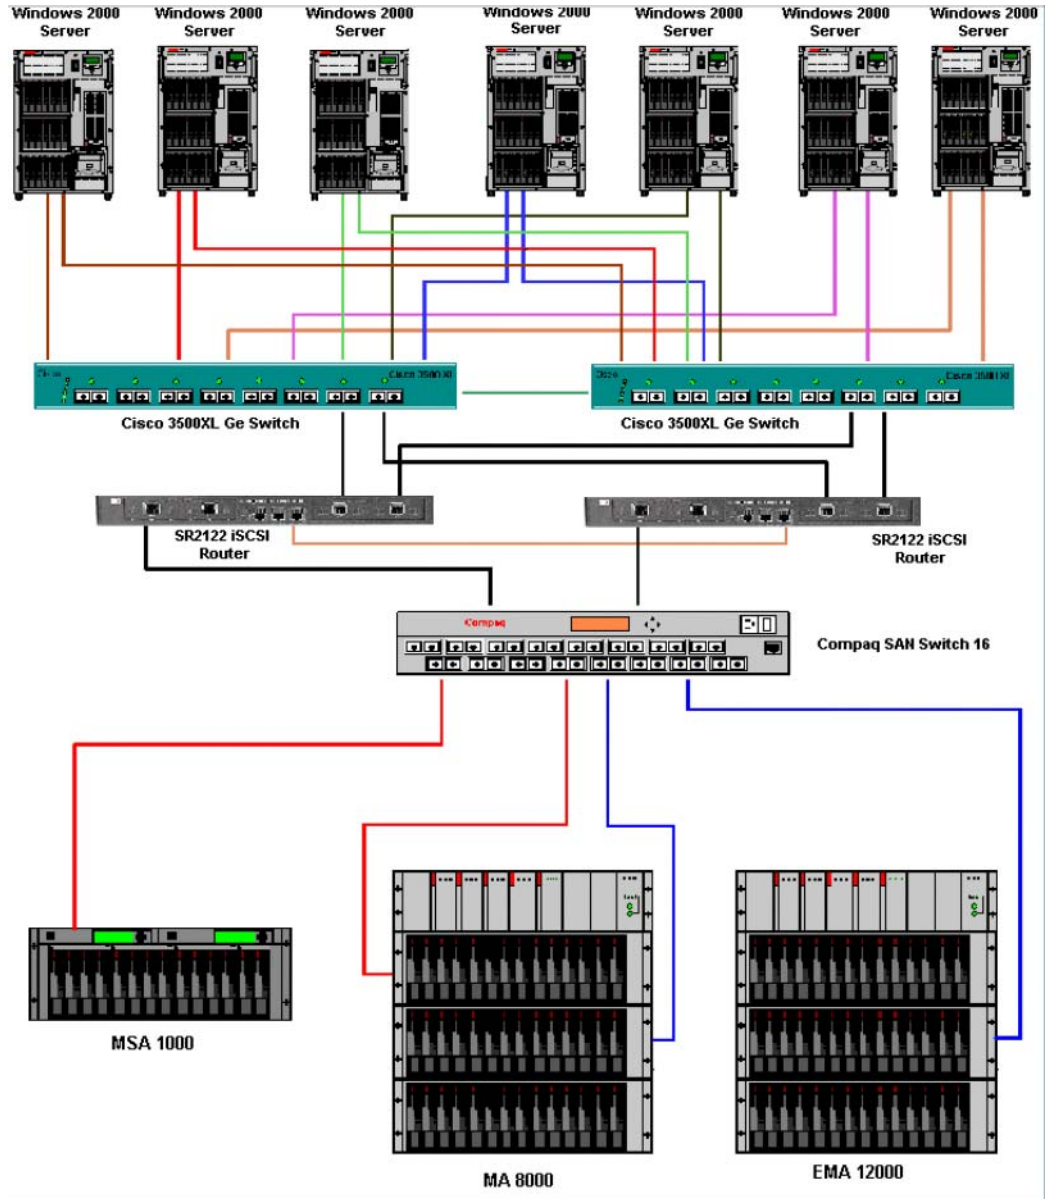 Windows 2000 Windows 2000 Windows 2000 Windows 2000 Windows 2000 Windows 2000 Windows 2000
Server Server Server Server Server Server Server
Cisco 3500XL
Cisco 3500XL Ge Switch Cisco 3500XL Ge Switch
SR2122 iSCSI SR2122 iSCSI
Router Router
Compaq
Compaq SAN Switch 16
MSA 1000
MA 8000 EMA 12000